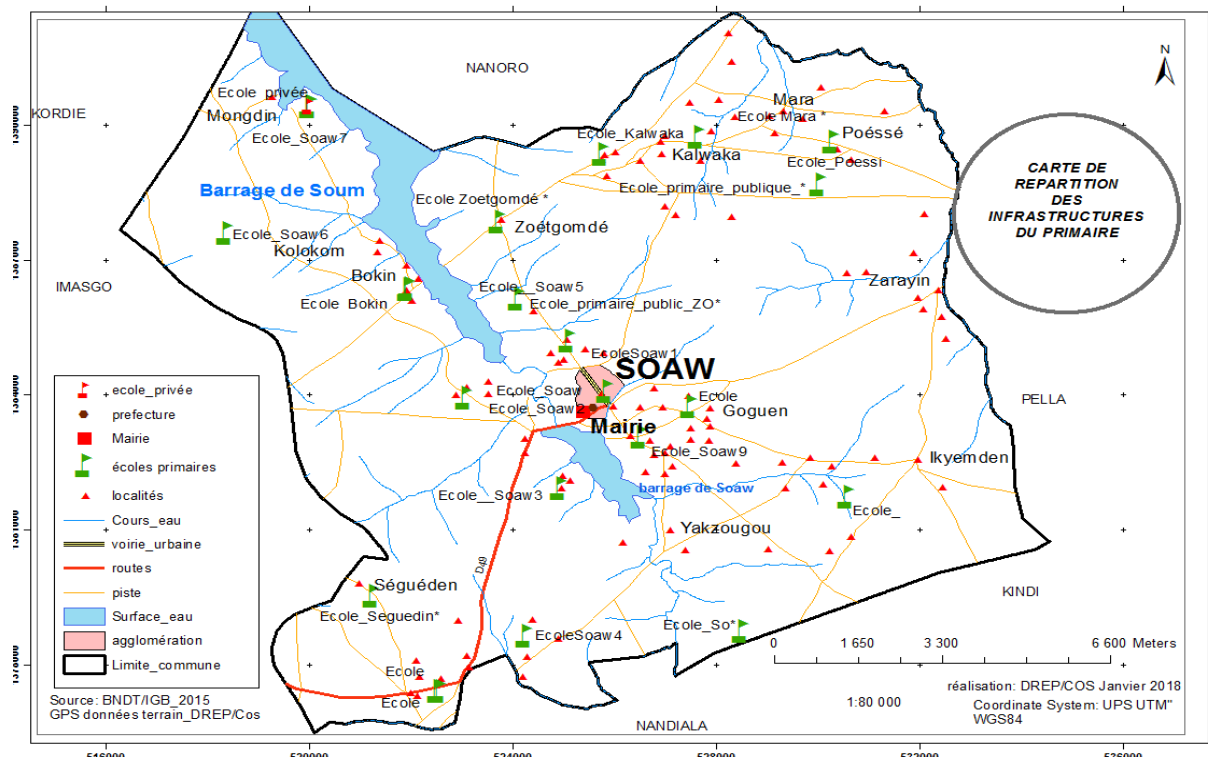 NANORO
N
KORDIE
Ecole_privée
Mongdin
Ecole_Soaw7
Mara
Ecole Mara *
Ecole_Kalwaka
Poéssé
Kalwaka
Ecole_Poessi
CARTE DE
REPARTITION
DES
INFRASTRUCTURES
DU PRIMAIRE
Barrage de Soum
Ecole_primaire_publique_*
Ecole Zoetgomdé *
Zoëtgomdé
Ecole_Soaw6
Kolokom
Bokin
IMASGO
Ecole_Bokin
Ecole__Soaw5
Ecole_primaire_public_ZO*
Zarayin
EcoleSoaw1
SOAW
Ecole_Soaw
Ecole_Soaw2
Ecole
Goguen
PELLA
Mairie
Ecole_Soaw9
Ikyemden
Ecole__Soaw3
barrage de Soaw
Ecole_
Yakzougou
D49
Séguéden
Ecole_Seguedin*
EcoleSoaw4
Ecole_So*
KINDI
Ecole
Ecole
NANDIALA
ecole_privée
prefecture
Mairie
écoles primaires
localités
Cours_eau
voirie_urbaine
routes
piste
Surface_eau
agglomération
Limite_commune
Source: BNDT/IGB_2015
GPS données terrain_DREP/Cos
0 1 650 3 300 6 600 Meters
1:80 000
réalisation: DREP/COS Janvier 2018
Coordinate System: UPS UTM"
WGS84